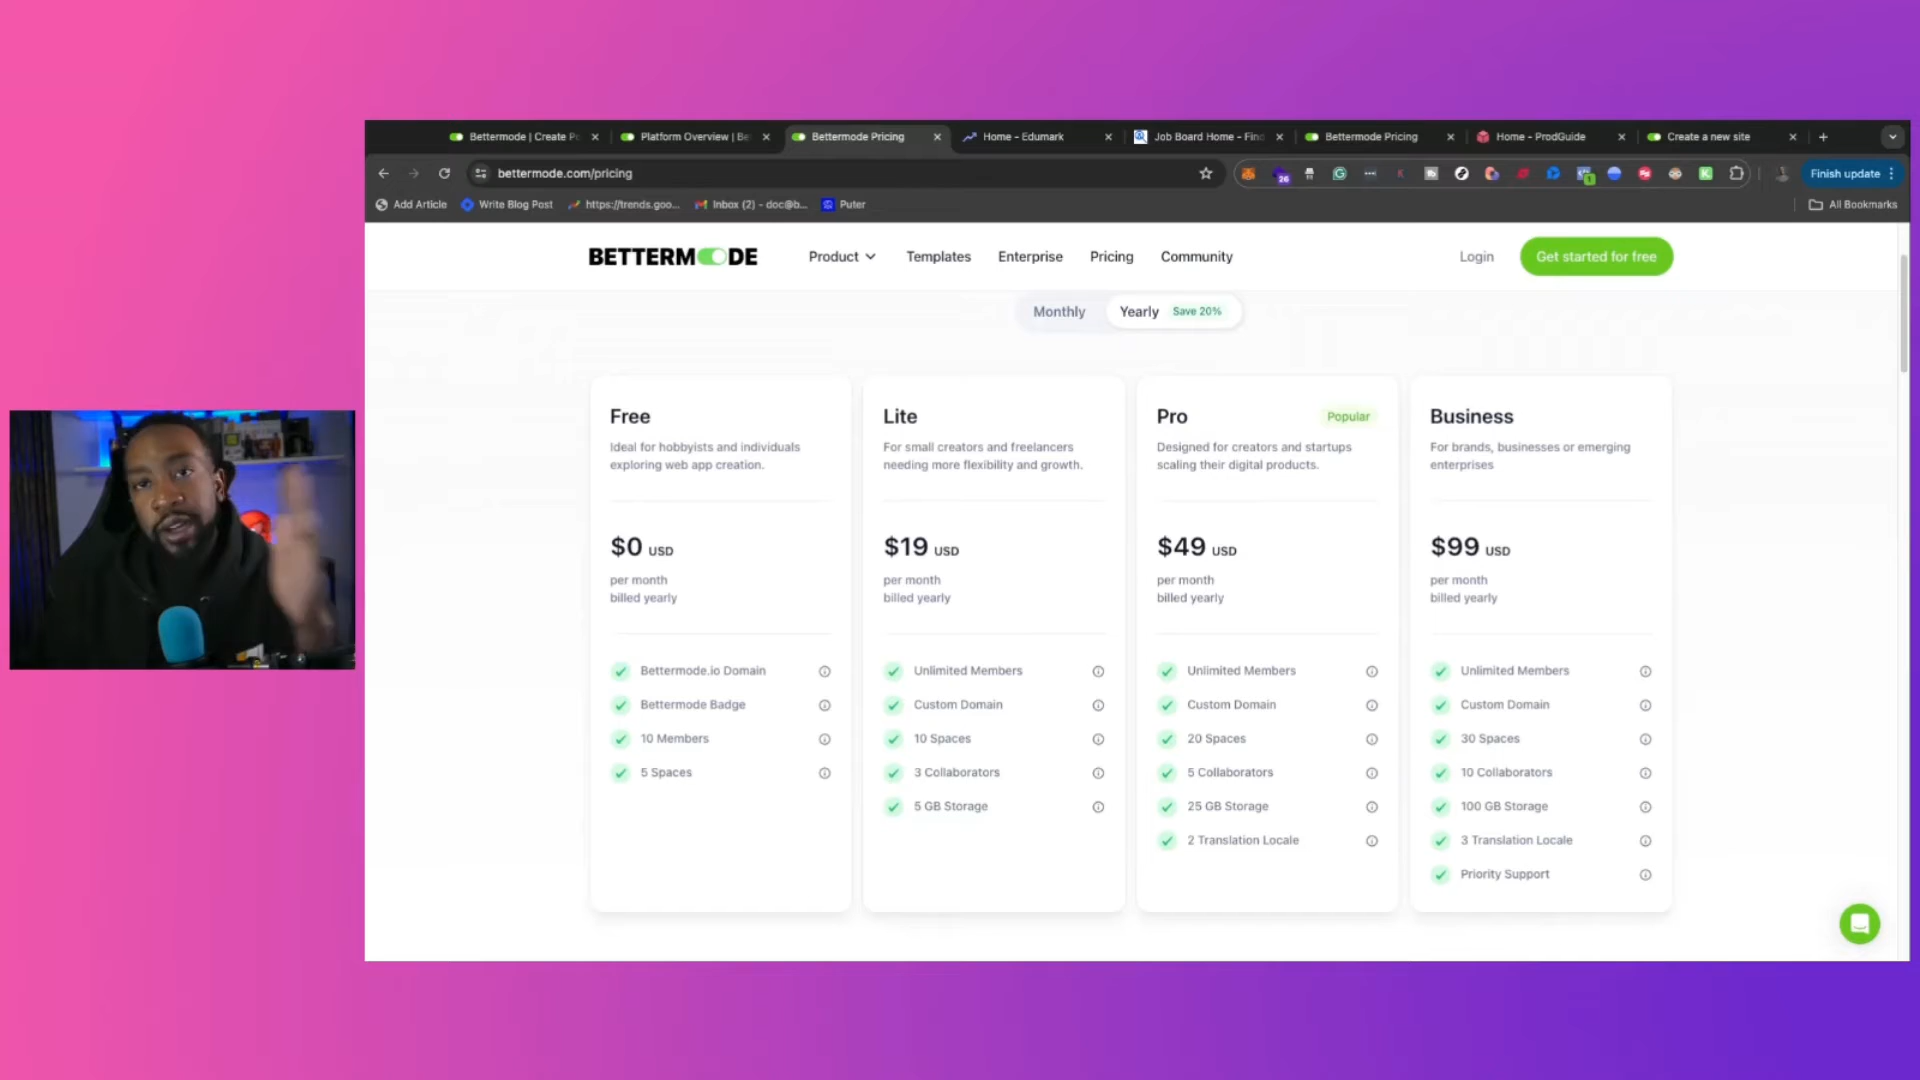 Bettermode | Create Po
Platform Overview | Be
Bettermode Pricing
Home - Edumark
Job Board Home - Find
Bettermode Pricing
Home - ProdGuide
Create a new site
bettermode.com/pricing
26
1
Finish update
Add Article
Write Blog Post
https://trends.goo...
Inbox (2) - doc@b...
Puter
All Bookmarks
BETTERMODE
Product
Templates
Enterprise
Pricing
Community
Login
Get started for free
Monthly
Yearly
Save 20%
Free
Ideal for hobbyists and individuals
exploring web app creation.
$0 USD
per month
billed yearly
Bettermode.io Domain
Bettermode Badge
10 Members
5 Spaces
Lite
For small creators and freelancers
needing more flexibility and growth.
$19 USD
per month
billed yearly
Unlimited Members
Custom Domain
10 Spaces
3 Collaborators
5 GB Storage
Pro
Popular
Designed for creators and startups
scaling their digital products.
$49 USD
per month
billed yearly
Unlimited Members
Custom Domain
20 Spaces
5 Collaborators
25 GB Storage
2 Translation Locale
Business
For brands, businesses or emerging
enterprises
$99 USD
per month
billed yearly
Unlimited Members
Custom Domain
30 Spaces
10 Collaborators
100 GB Storage
3 Translation Locale
Priority Support